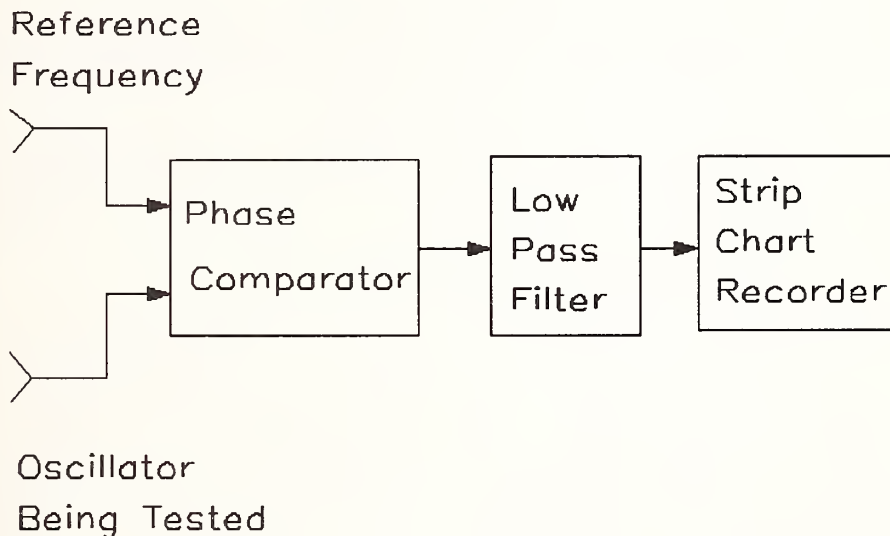 Reference
Frequency
Phase
Comparator
Low
Pass
Filter
Strip
Chart
Recorder
Oscillator
Being Tested